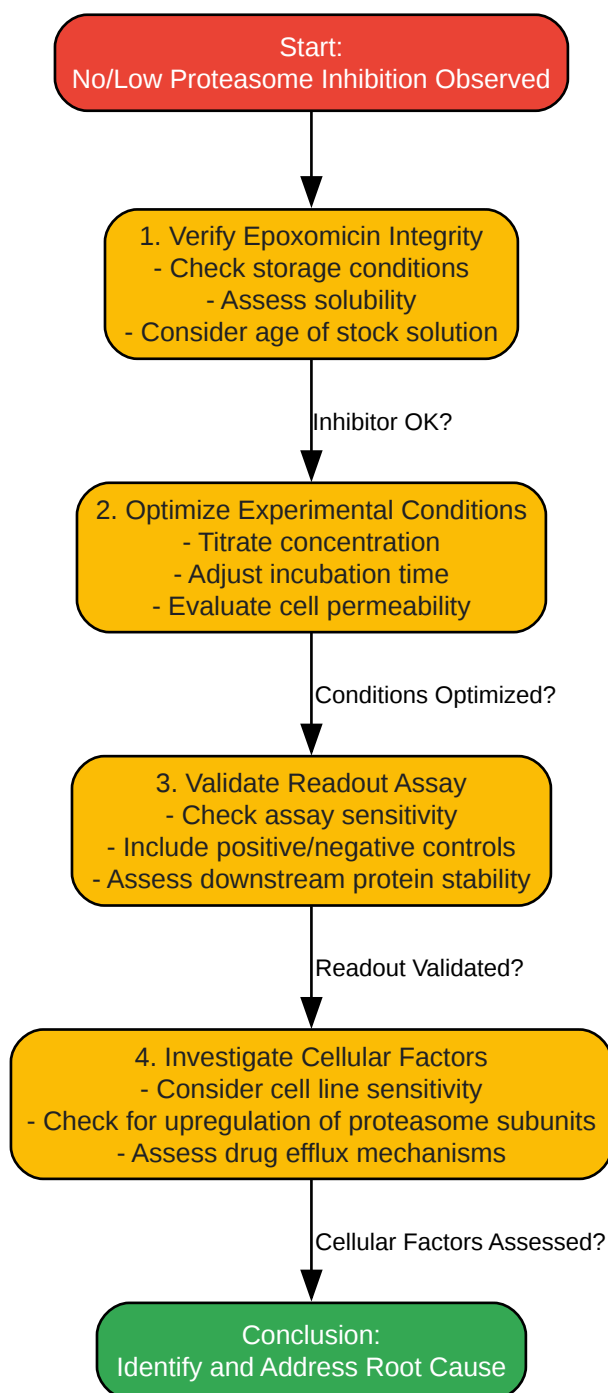 Start:
No/Low Proteasome Inhibition Observed
1. Verify Epoxomicin Integrity
- Check storage conditions
- Assess solubility
- Consider age of stock solution
Inhibitor OK?
2. Optimize Experimental Conditions
- Titrate concentration
- Adjust incubation time
- Evaluate cell permeability
Conditions Optimized?
3. Validate Readout Assay
- Check assay sensitivity
- Include positive/negative controls
- Assess downstream protein stability
Readout Validated?
4. Investigate Cellular Factors
- Consider cell line sensitivity
- Check for upregulation of proteasome subunits
- Assess drug efflux mechanisms
Cellular Factors Assessed?
Conclusion:
Identify and Address Root Cause